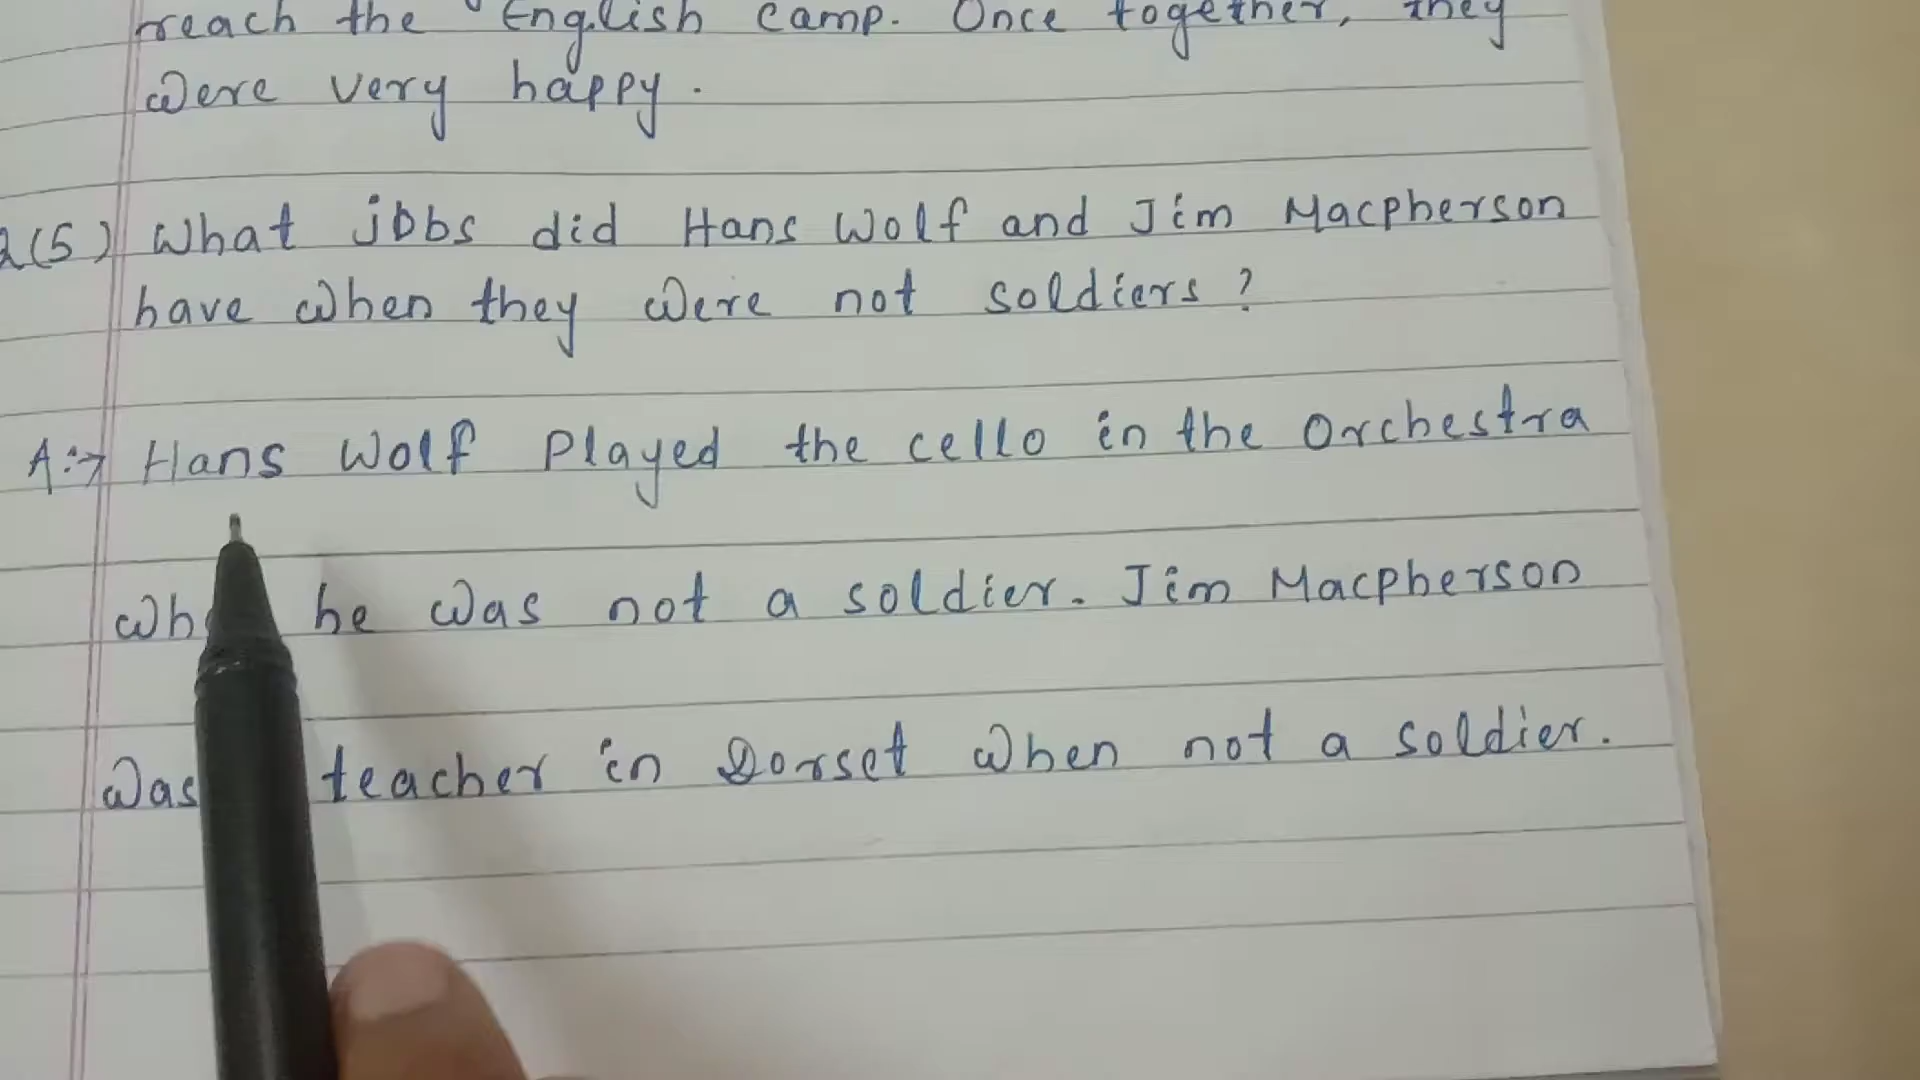 reach the English camp. Once together, they
were very happy.
Q(5) What jobs did Hans Wolf and Jim Macpherson
have when they were not soldiers?
A:→ Hans Wolf Played the cello in the Orchestra
he was not a soldier. Jim Macpherson
was teacher in Dorset when not a soldier.